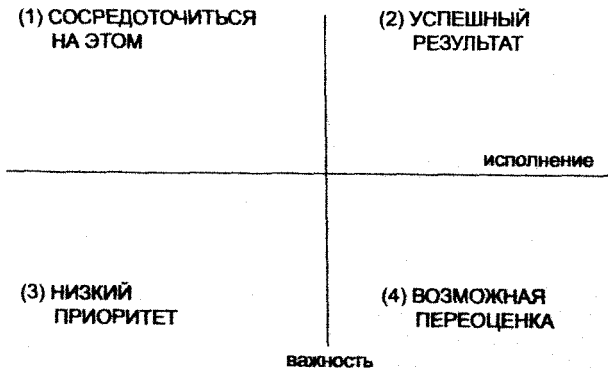 (1) СОСРЕДОТОЧИТЬСЯ
НА ЭТОМ
(2) УСПЕШНЫЙ
РЕЗУЛЬТАТ
исполнение
(3) НИЗКИЙ
ПРИОРИТЕТ
(4) ВОЗМОЖНАЯ
ПЕРЕОЦЕНКА
важность